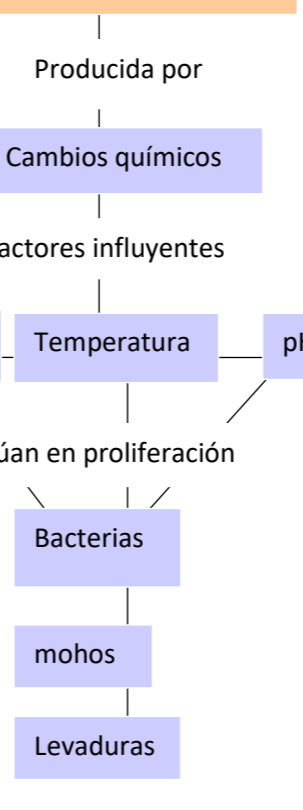 Producida por
Cambios químicos
actores influyentes
Temperatura
úan en proliferación
Bacterias
mohos
Levaduras